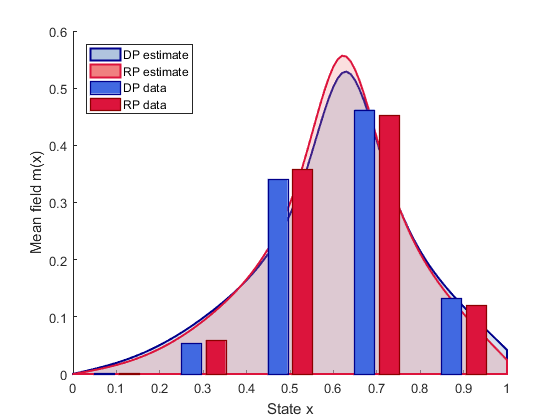 0.6
DP estimate
RP estimate
DP data
RP data
0.5
0.4
0.3
0.2
0.1
0
Mean field m(x)
0 0.1 0.2 0.3 0.4 0.5 0.6 0.7 0.8 0.9 1
State x